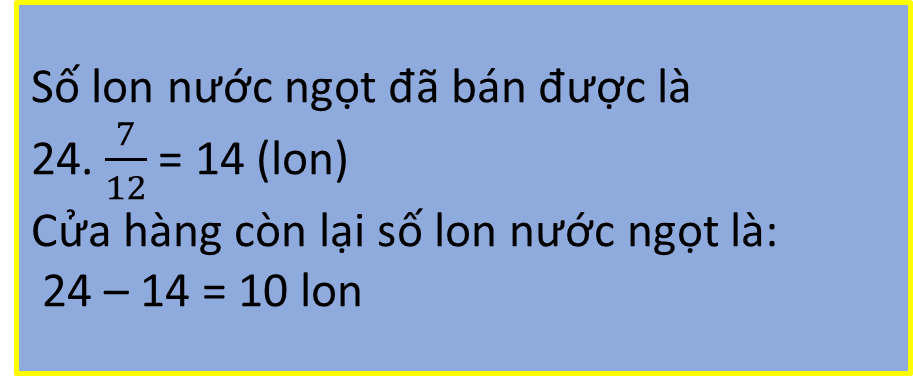 Số lon nước ngọt đã bán được là
24. 7/12 = 14 (lon)
Cửa hàng còn lại số lon nước ngọt là:
24 – 14 = 10 lon